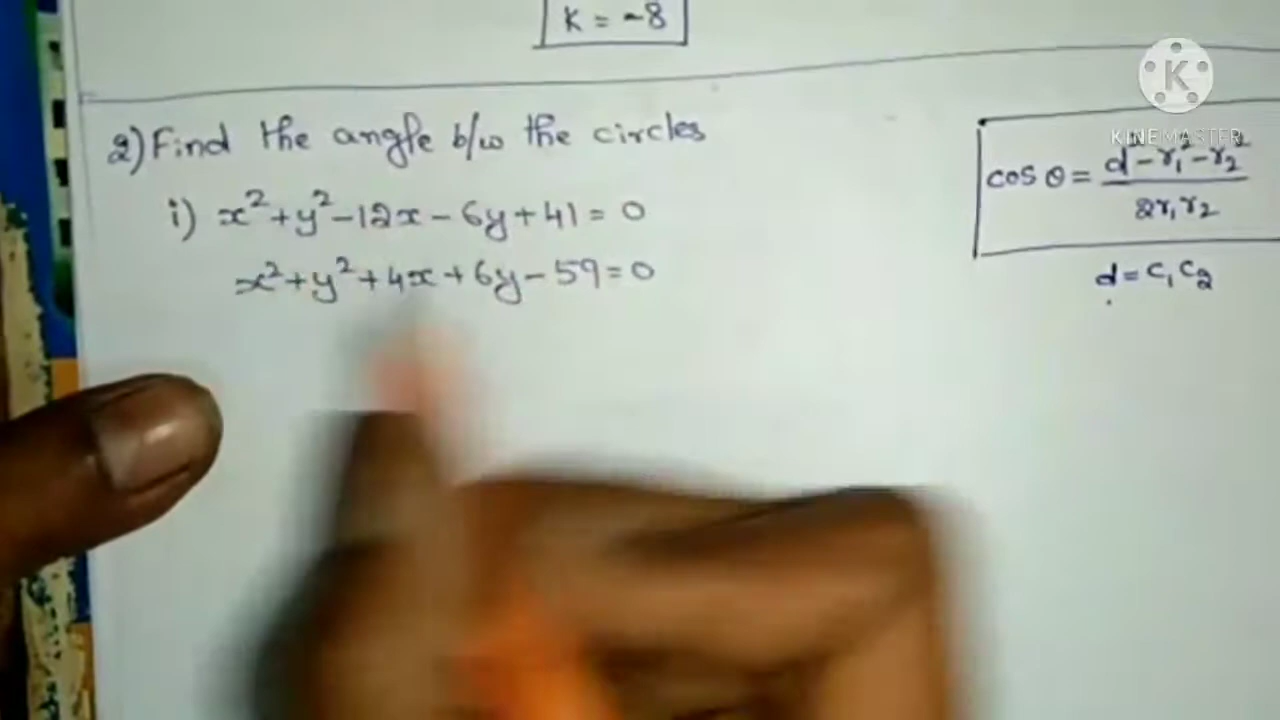 K = -8
2) Find the angle b/w the circles
i) x² + y² - 12x - 6y + 41 = 0
x² + y² + 4x + 6y - 59 = 0
K
KINEMASTER
cos θ = d² - r₁² - r₂² / 2r₁r₂
d = C₁C₂